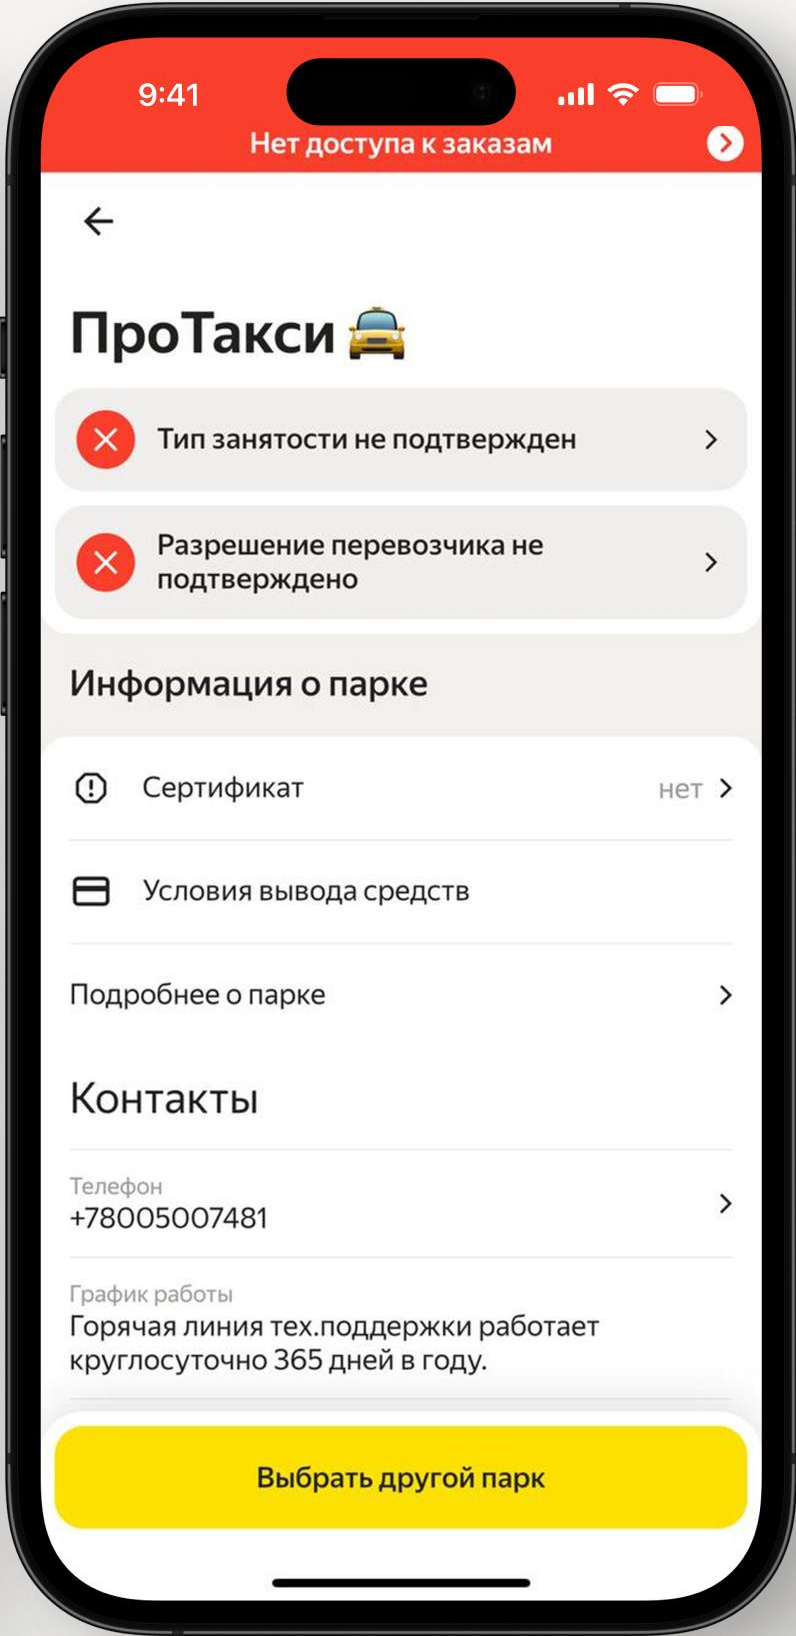 9:41
Нет доступа к заказам
ПроТакси
Тип занятости не подтвержден
Разрешение перевозчика не
подтверждено
Информация о парке
Сертификат нет
Условия вывода средств
Подробнее о парке
Контакты
Телефон
+78005007481
График работы
Горячая линия тех.поддержки работает
круглосуточно 365 дней в году.
Выбрать другой парк